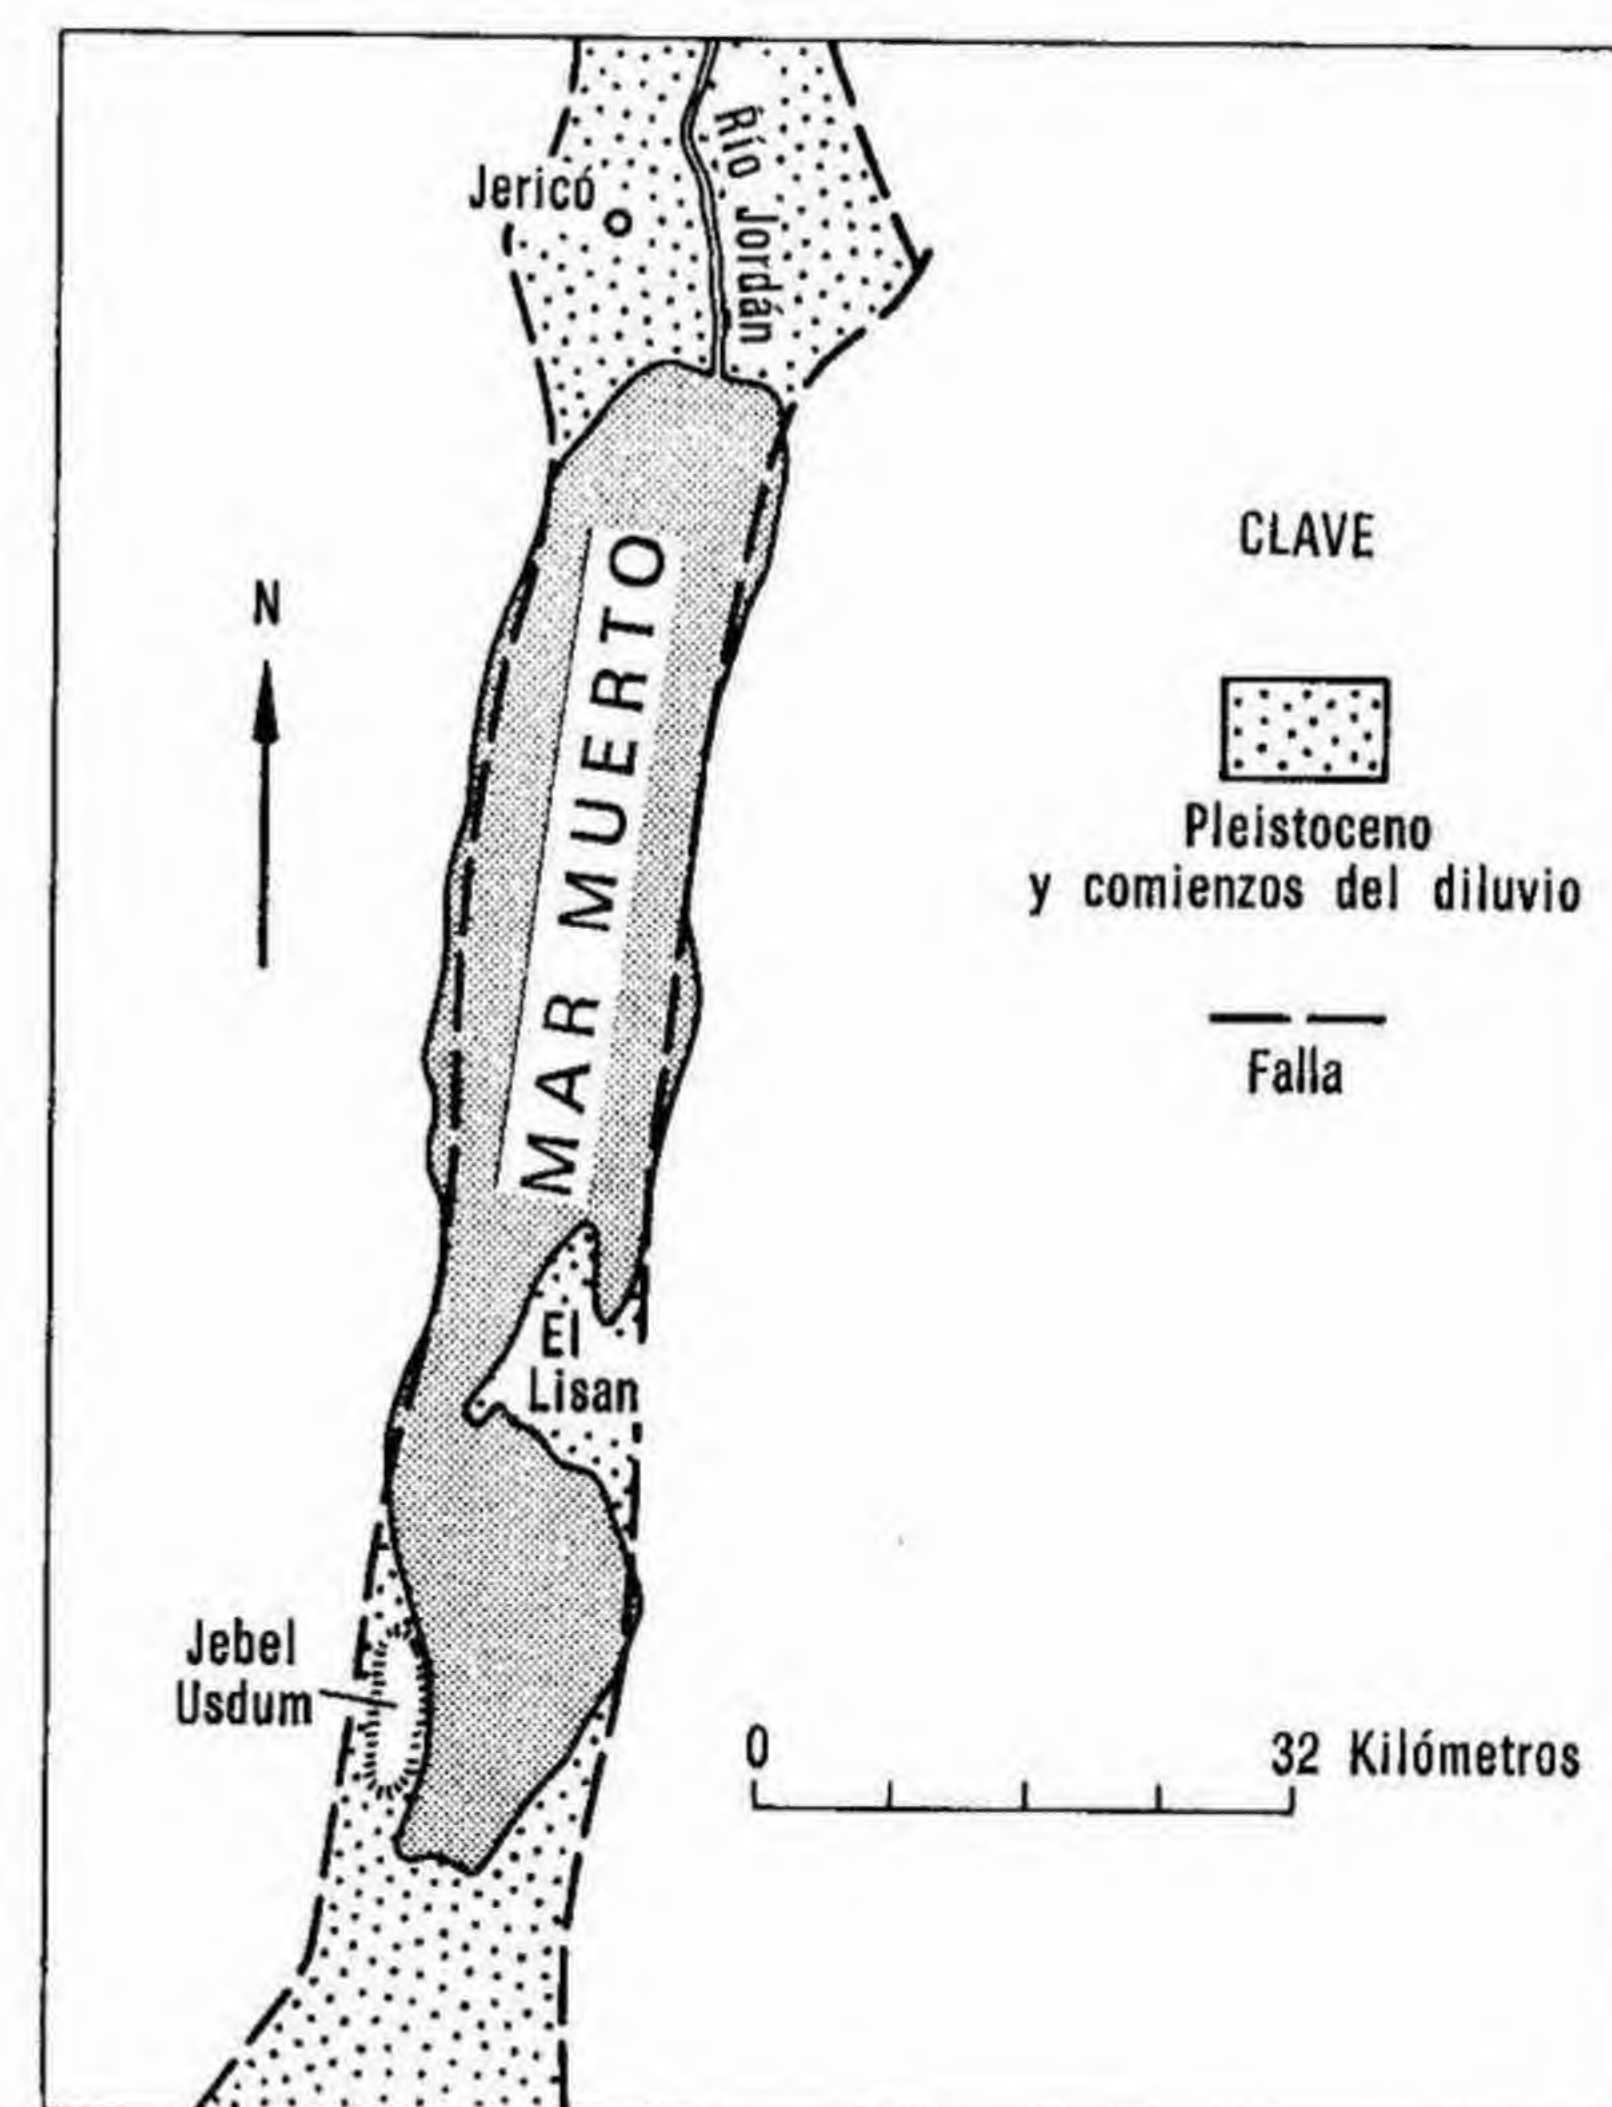 Jericó
Río Jordán
N
MAR MUERTO
CLAVE
Pleistoceno
y comienzos del diluvio
Falla
El
Lisan
Jebel
Usdum
0
32 Kilómetros